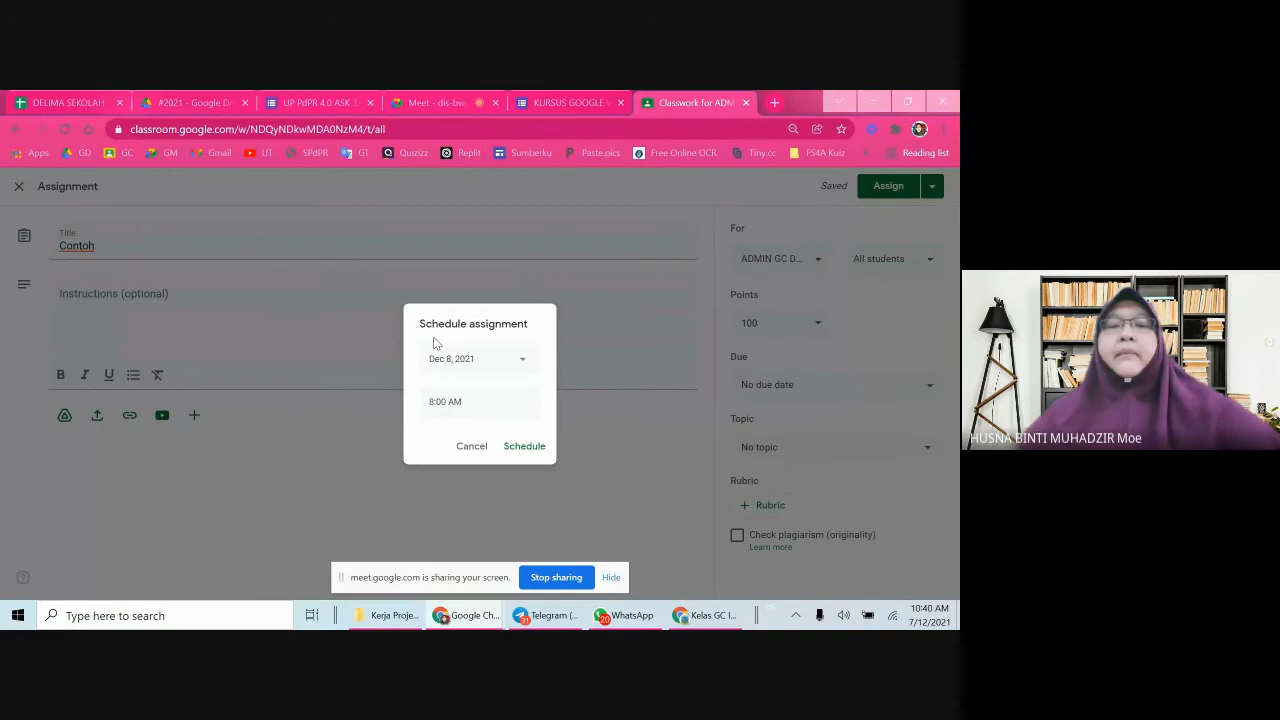 DELIMA SEKOLAH
#2021 - Google Dr
UP PdPR 4.0 ASK
Meet - dis-bw
KURSUS GOOGLE
Classwork for ADM
classroom.google.com/w/NDQyNDkwMDA0NzM4/t/all
Apps GD GC GM Gmail UT SPdPR GT Quizizz Replit Sumberku Paste.pics Free Online OCR Tiny.cc FS4A Kuiz Reading list
Assignment
Saved
Assign
Title
Contoh
Instructions (optional)
B I U
For
ADMIN GC D... All students
Points
100
Due
No due date
Topic
No topic
Rubric
+ Rubric
Check plagiarism (originality)
Learn more
Schedule assignment
Dec 8, 2021
8:00 AM
Cancel Schedule
meet.google.com is sharing your screen. Stop sharing Hide
HUSNA BINTI MUHADZIR Moe
Type here to search
Kerja Proje...
Google Ch...
Telegram (...
31
WhatsApp
20
Kelas GC I...
10:40 AM
7/12/2021